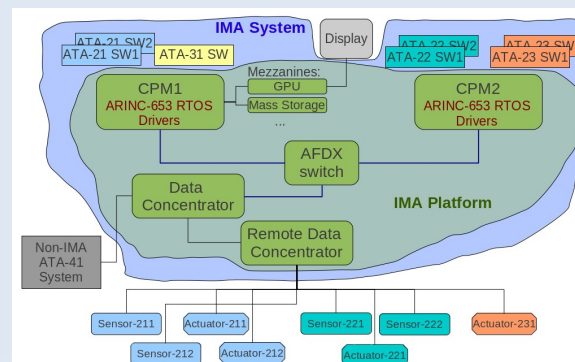 IMA System
Display
ATA-21 SW2
ATA-21 SW1
ATA-31 SW
ATA-22 SW2
ATA-22 SW1
ATA-23 SW
ATA-23 SW1
Mezzanines:
GPU
Mass Storage
...
CPM1
ARINC-653 RTOS
Drivers
CPM2
ARINC-653 RTOS
Drivers
AFDX
switch
Data
Concentrator
IMA Platform
Remote Data
Concentrator
Non-IMA
ATA-41
System
Sensor-211
Actuator-211
Sensor-221
Sensor-222
Actuator-231
Sensor-212
Actuator-212
Actuator-221